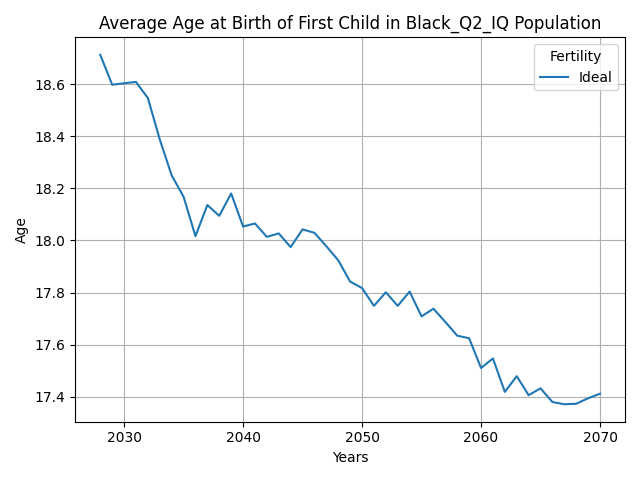 Average Age at Birth of First Child in Black_Q2_IQ Population
Fertility
Ideal
18.6
18.4
18.2
18.0
17.8
17.6
17.4
Age
2030
2040
2050
2060
2070
Years